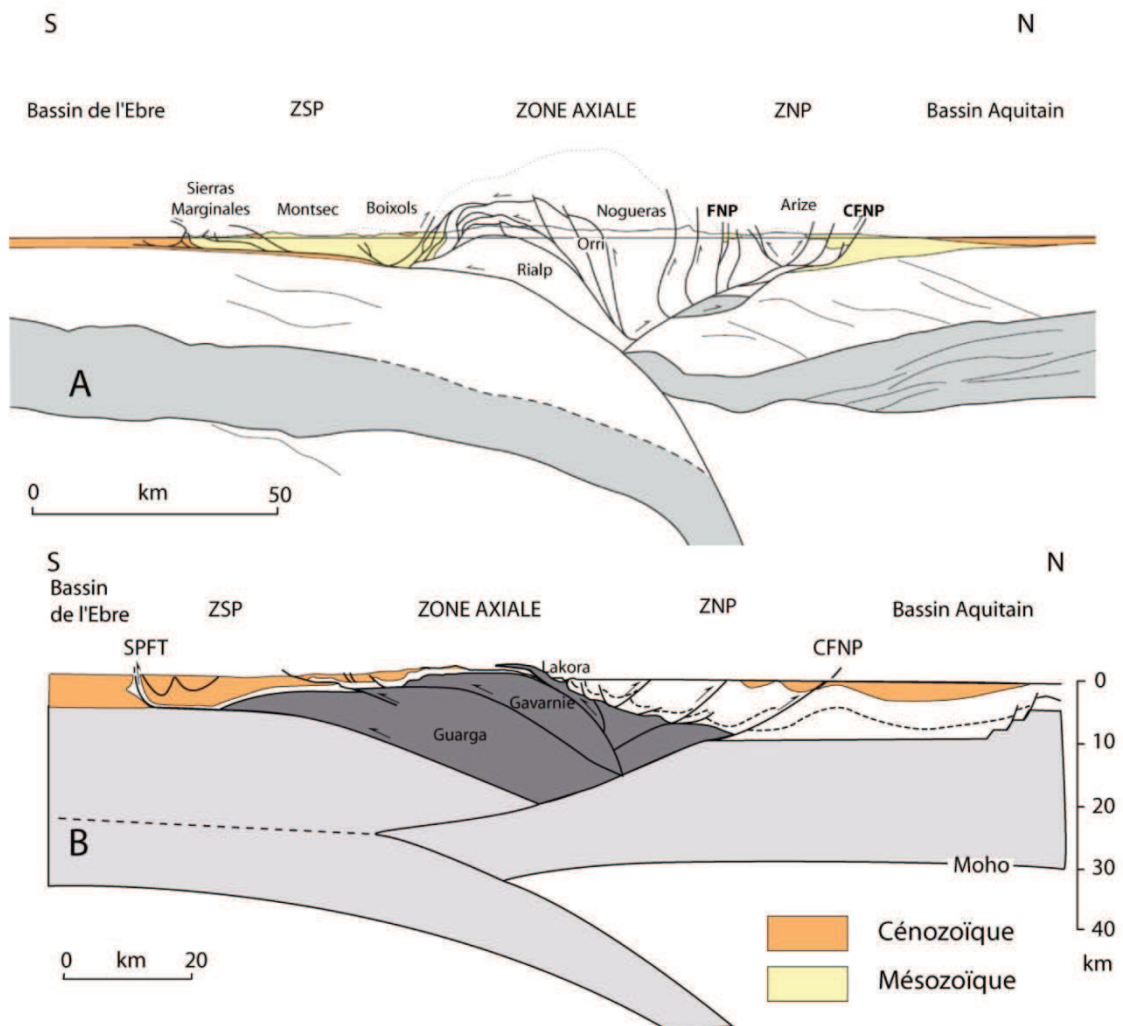 S N
Bassin de l'Ebre ZSP ZONE AXIALE ZNP Bassin Aquitain
Sierras
Marginales Montsec Boixols Nogueras FNP Arize CFNP
Orri
Rialp
A
0 km 50
S N
Bassin
de l'Ebre ZSP ZONE AXIALE ZNP Bassin Aquitain
SPFT CFNP
Lakora 0
Gavarnie
Guarga 10
20
B
Moho 30
Cénozoïque 40
0 km 20 km
Mésozoïque